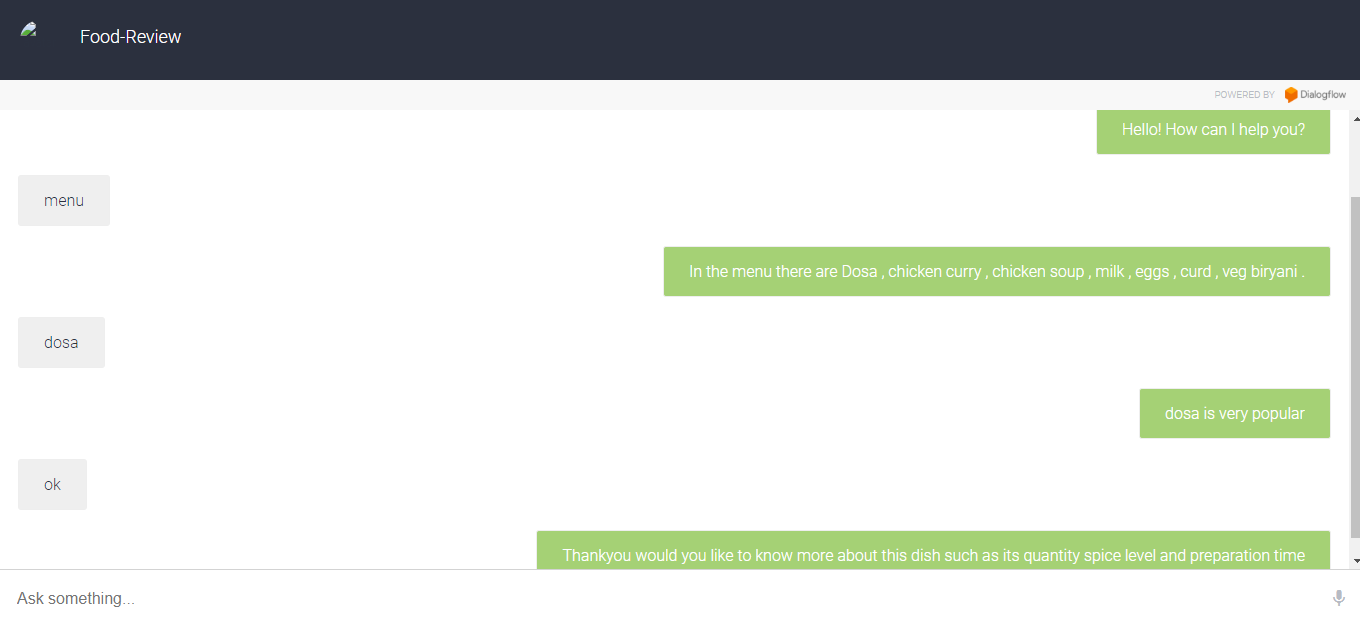 Food-Review
POWERED BY Dialogflow
Hello! How can I help you?
menu
In the menu there are Dosa , chicken curry , chicken soup , milk , eggs , curd , veg biryani .
dosa
dosa is very popular
ok
Thankyou would you like to know more about this dish such as its quantity spice level and preparation time
Ask something...